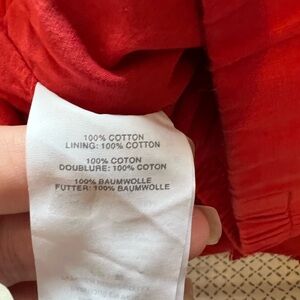 100% COTTON
LINING: 100% COTTON
100% COTON
DOUBLURE: 100% COTON
100% BAUMWOLLE
FUTTER: 100% BAUMWOLLE